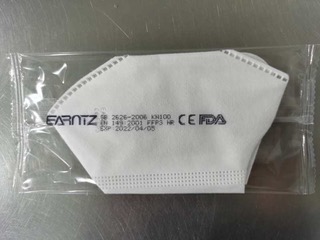 EARNTZ
GB 2626-2006 KN100
EN 149-2001 FFP3 NR
EXP 2022/04/05
CE FDA